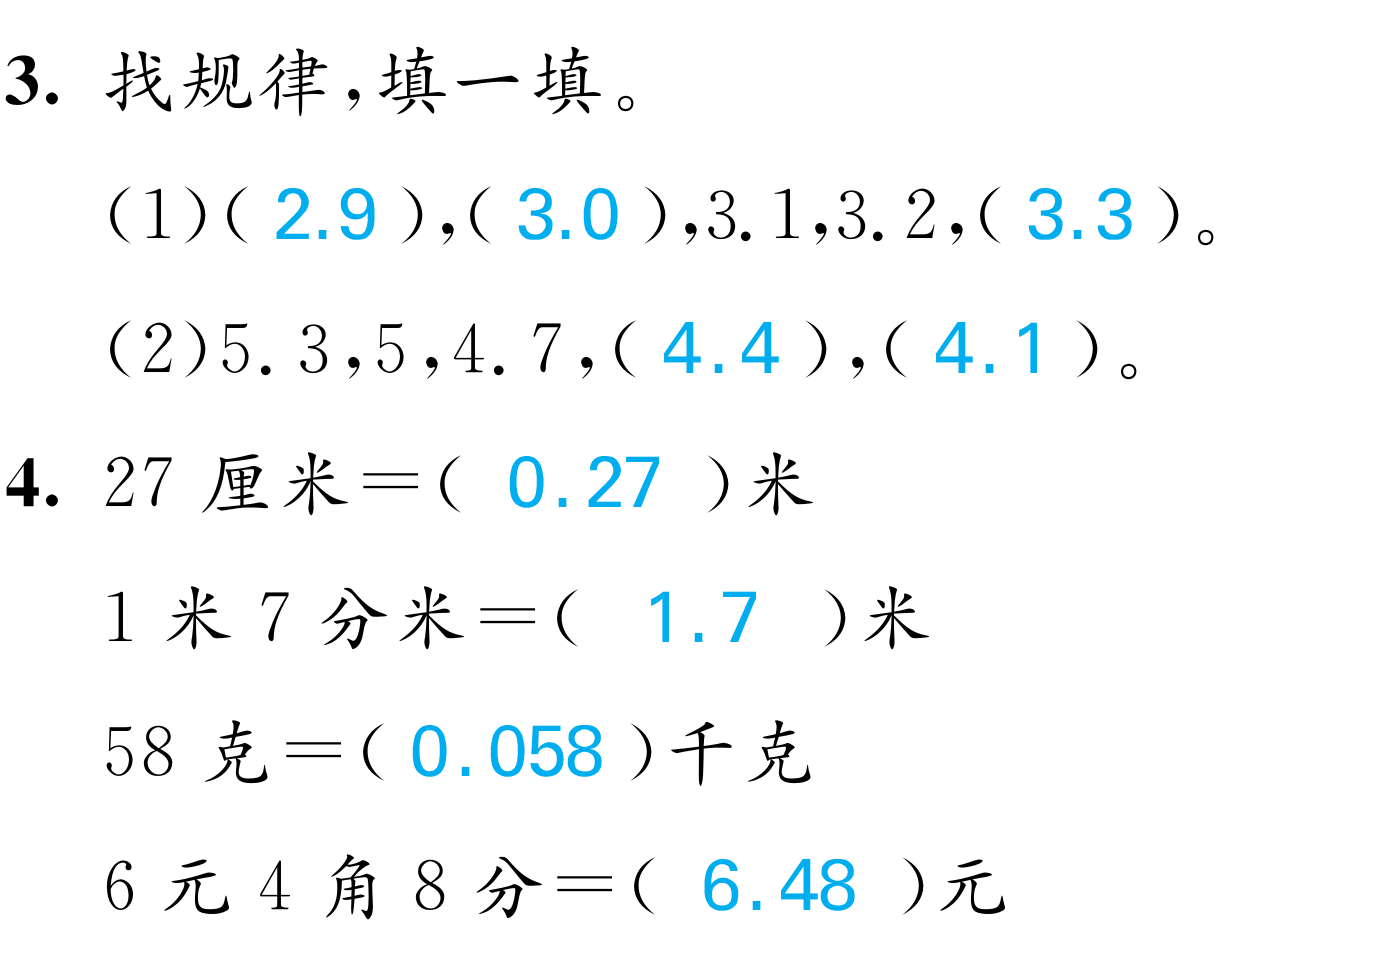 3. 找规律,填一填。
(1)( 2.9 ),( 3.0 ),3.1,3.2,( 3.3 )。
(2)5.3,5,4.7,( 4.4 ),( 4.1 )。
4. 27 厘米=( 0.27 )米
1 米 7 分米=( 1.7 )米
58 克=( 0.058 )千克
6 元 4 角 8 分=( 6.48 )元